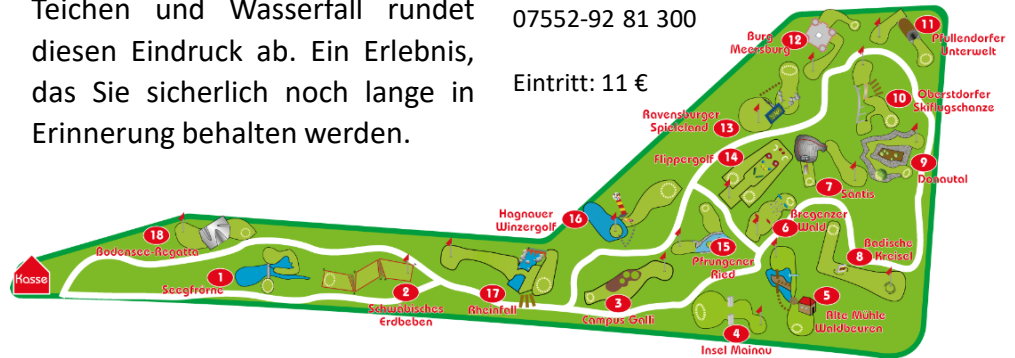 Teichen und Wasserfall rundet
diesen Eindruck ab. Ein Erlebnis,
das Sie sicherlich noch lange in
Erinnerung behalten werden.
07552-92 81 300
Eintritt: 11 €
Burg
Meersburg
12
11
Pfullendorfer
Unterwelt
10
Oberstdorfer
Skiflugschanze
Ravensburger
Spieleland
13
Flippergolf
14
9
Donautal
7
Säntis
Hagnauer
Winzergolf
16
Bregenzer
Wald
6
15
Pfrungener
Ried
Badische
Kreisel
8
18
Bodensee-Regatta
Kasse
1
Seegfrörne
2
Schwäbisches
Erdbeben
17
Rheinfall
3
Campus Galli
5
Alte Mühle
Waldbeuren
4
Insel Mainau